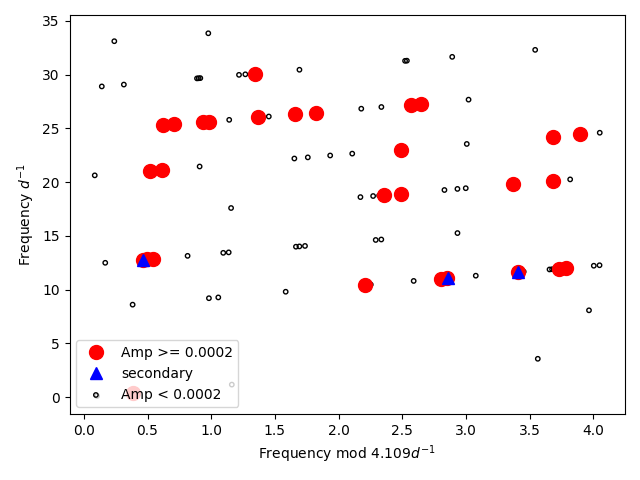 35
30
25
20
15
10
5
0
Frequency d⁻¹
Amp >= 0.0002
secondary
Amp < 0.0002
0.0 0.5 1.0 1.5 2.0 2.5 3.0 3.5 4.0
Frequency mod 4.109d⁻¹